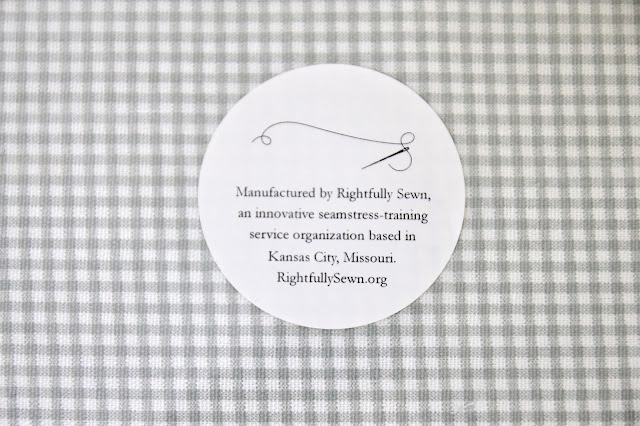 Manufactured by Rightfully Sewn,
an innovative seamstress-training
service organization based in
Kansas City, Missouri.
RightfullySewn.org